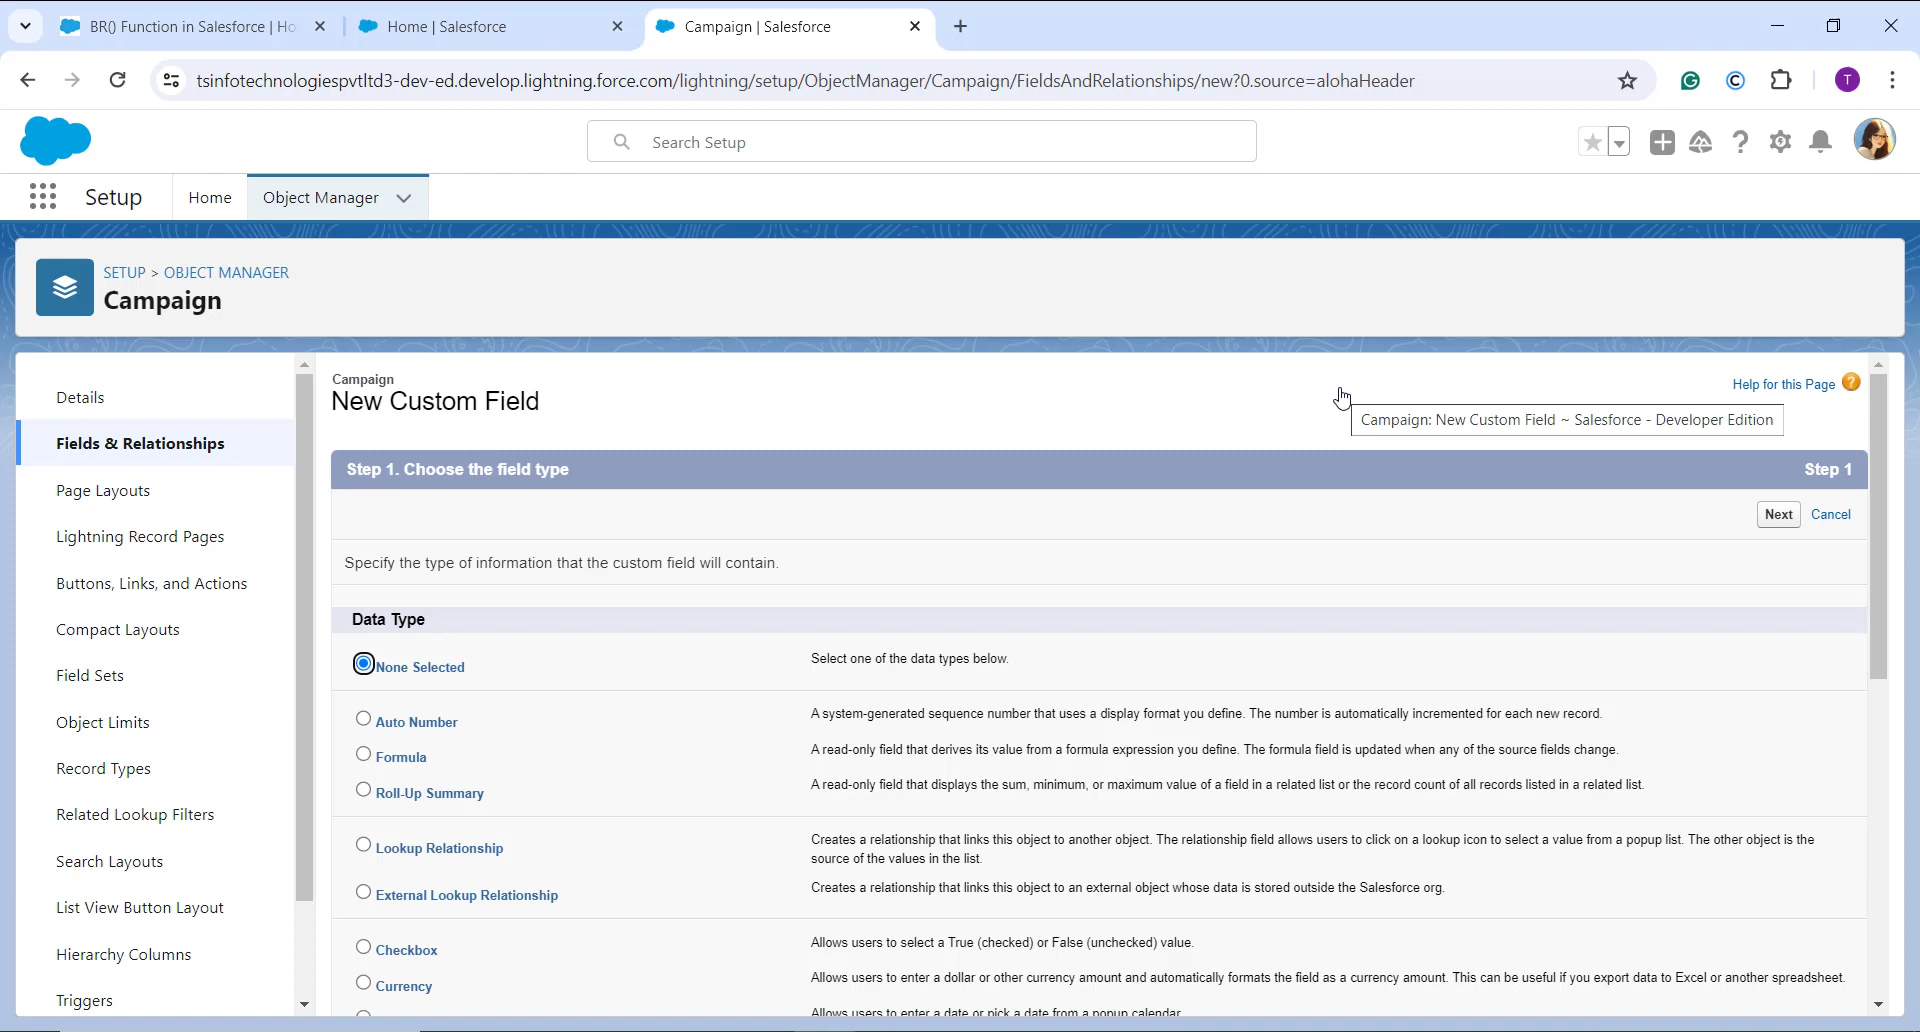 BR() Function in Salesforce | Ho
Home | Salesforce
Campaign | Salesforce
tsinfotechnologiespvtltd3-dev-ed.develop.lightning.force.com/lightning/setup/ObjectManager/Campaign/FieldsAndRelationships/new?0.source=alohaHeader
T
Search Setup
Setup
Home
Object Manager
SETUP > OBJECT MANAGER
Campaign
Details
Fields & Relationships
Page Layouts
Lightning Record Pages
Buttons, Links, and Actions
Compact Layouts
Field Sets
Object Limits
Record Types
Related Lookup Filters
Search Layouts
List View Button Layout
Hierarchy Columns
Triggers
Campaign
New Custom Field
Help for this Page
Campaign: New Custom Field ~ Salesforce - Developer Edition
Step 1. Choose the field type
Step 1
Next
Cancel
Specify the type of information that the custom field will contain.
Data Type
None Selected
Select one of the data types below.
Auto Number
A system-generated sequence number that uses a display format you define. The number is automatically incremented for each new record.
Formula
A read-only field that derives its value from a formula expression you define. The formula field is updated when any of the source fields change.
Roll-Up Summary
A read-only field that displays the sum, minimum, or maximum value of a field in a related list or the record count of all records listed in a related list.
Lookup Relationship
Creates a relationship that links this object to another object. The relationship field allows users to click on a lookup icon to select a value from a popup list. The other object is the
source of the values in the list.
External Lookup Relationship
Creates a relationship that links this object to an external object whose data is stored outside the Salesforce org.
Checkbox
Allows users to select a True (checked) or False (unchecked) value.
Currency
Allows users to enter a dollar or other currency amount and automatically formats the field as a currency amount. This can be useful if you export data to Excel or another spreadsheet.
Allows users to enter a date or pick a date from a popup calendar